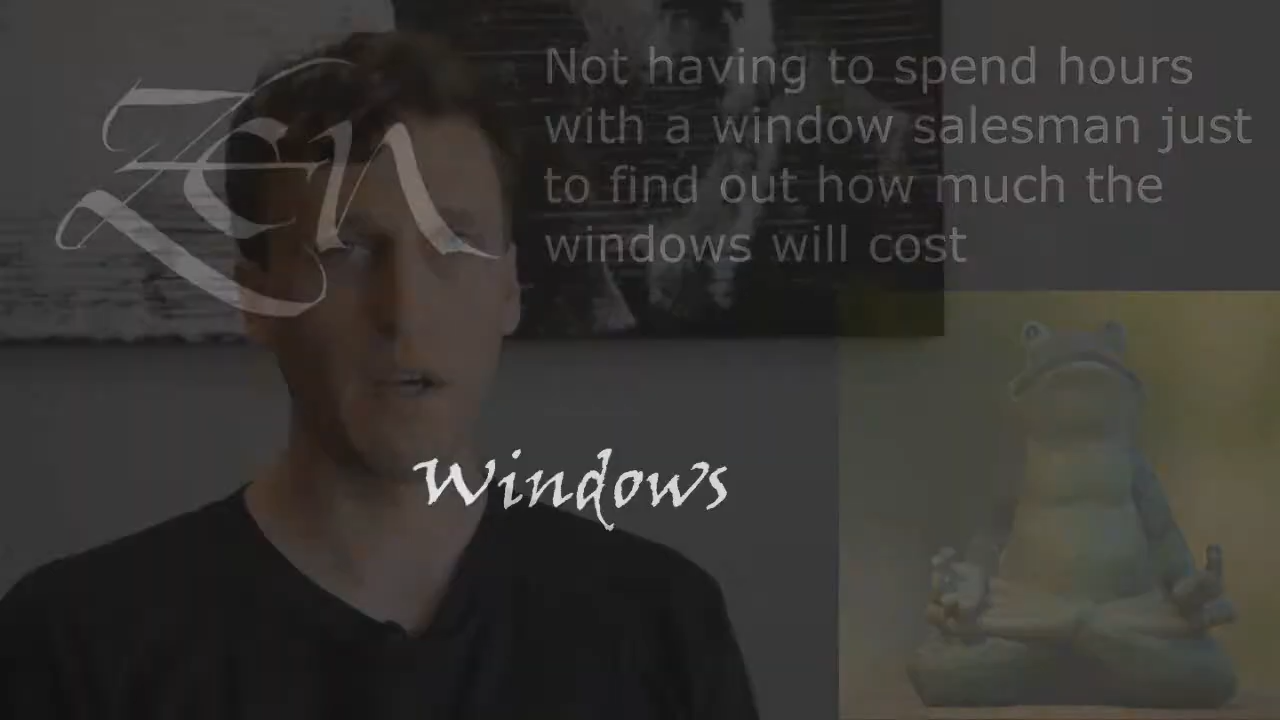 Zen
Not having to spend hours
with a window salesman just
to find out how much the
windows will cost
Windows